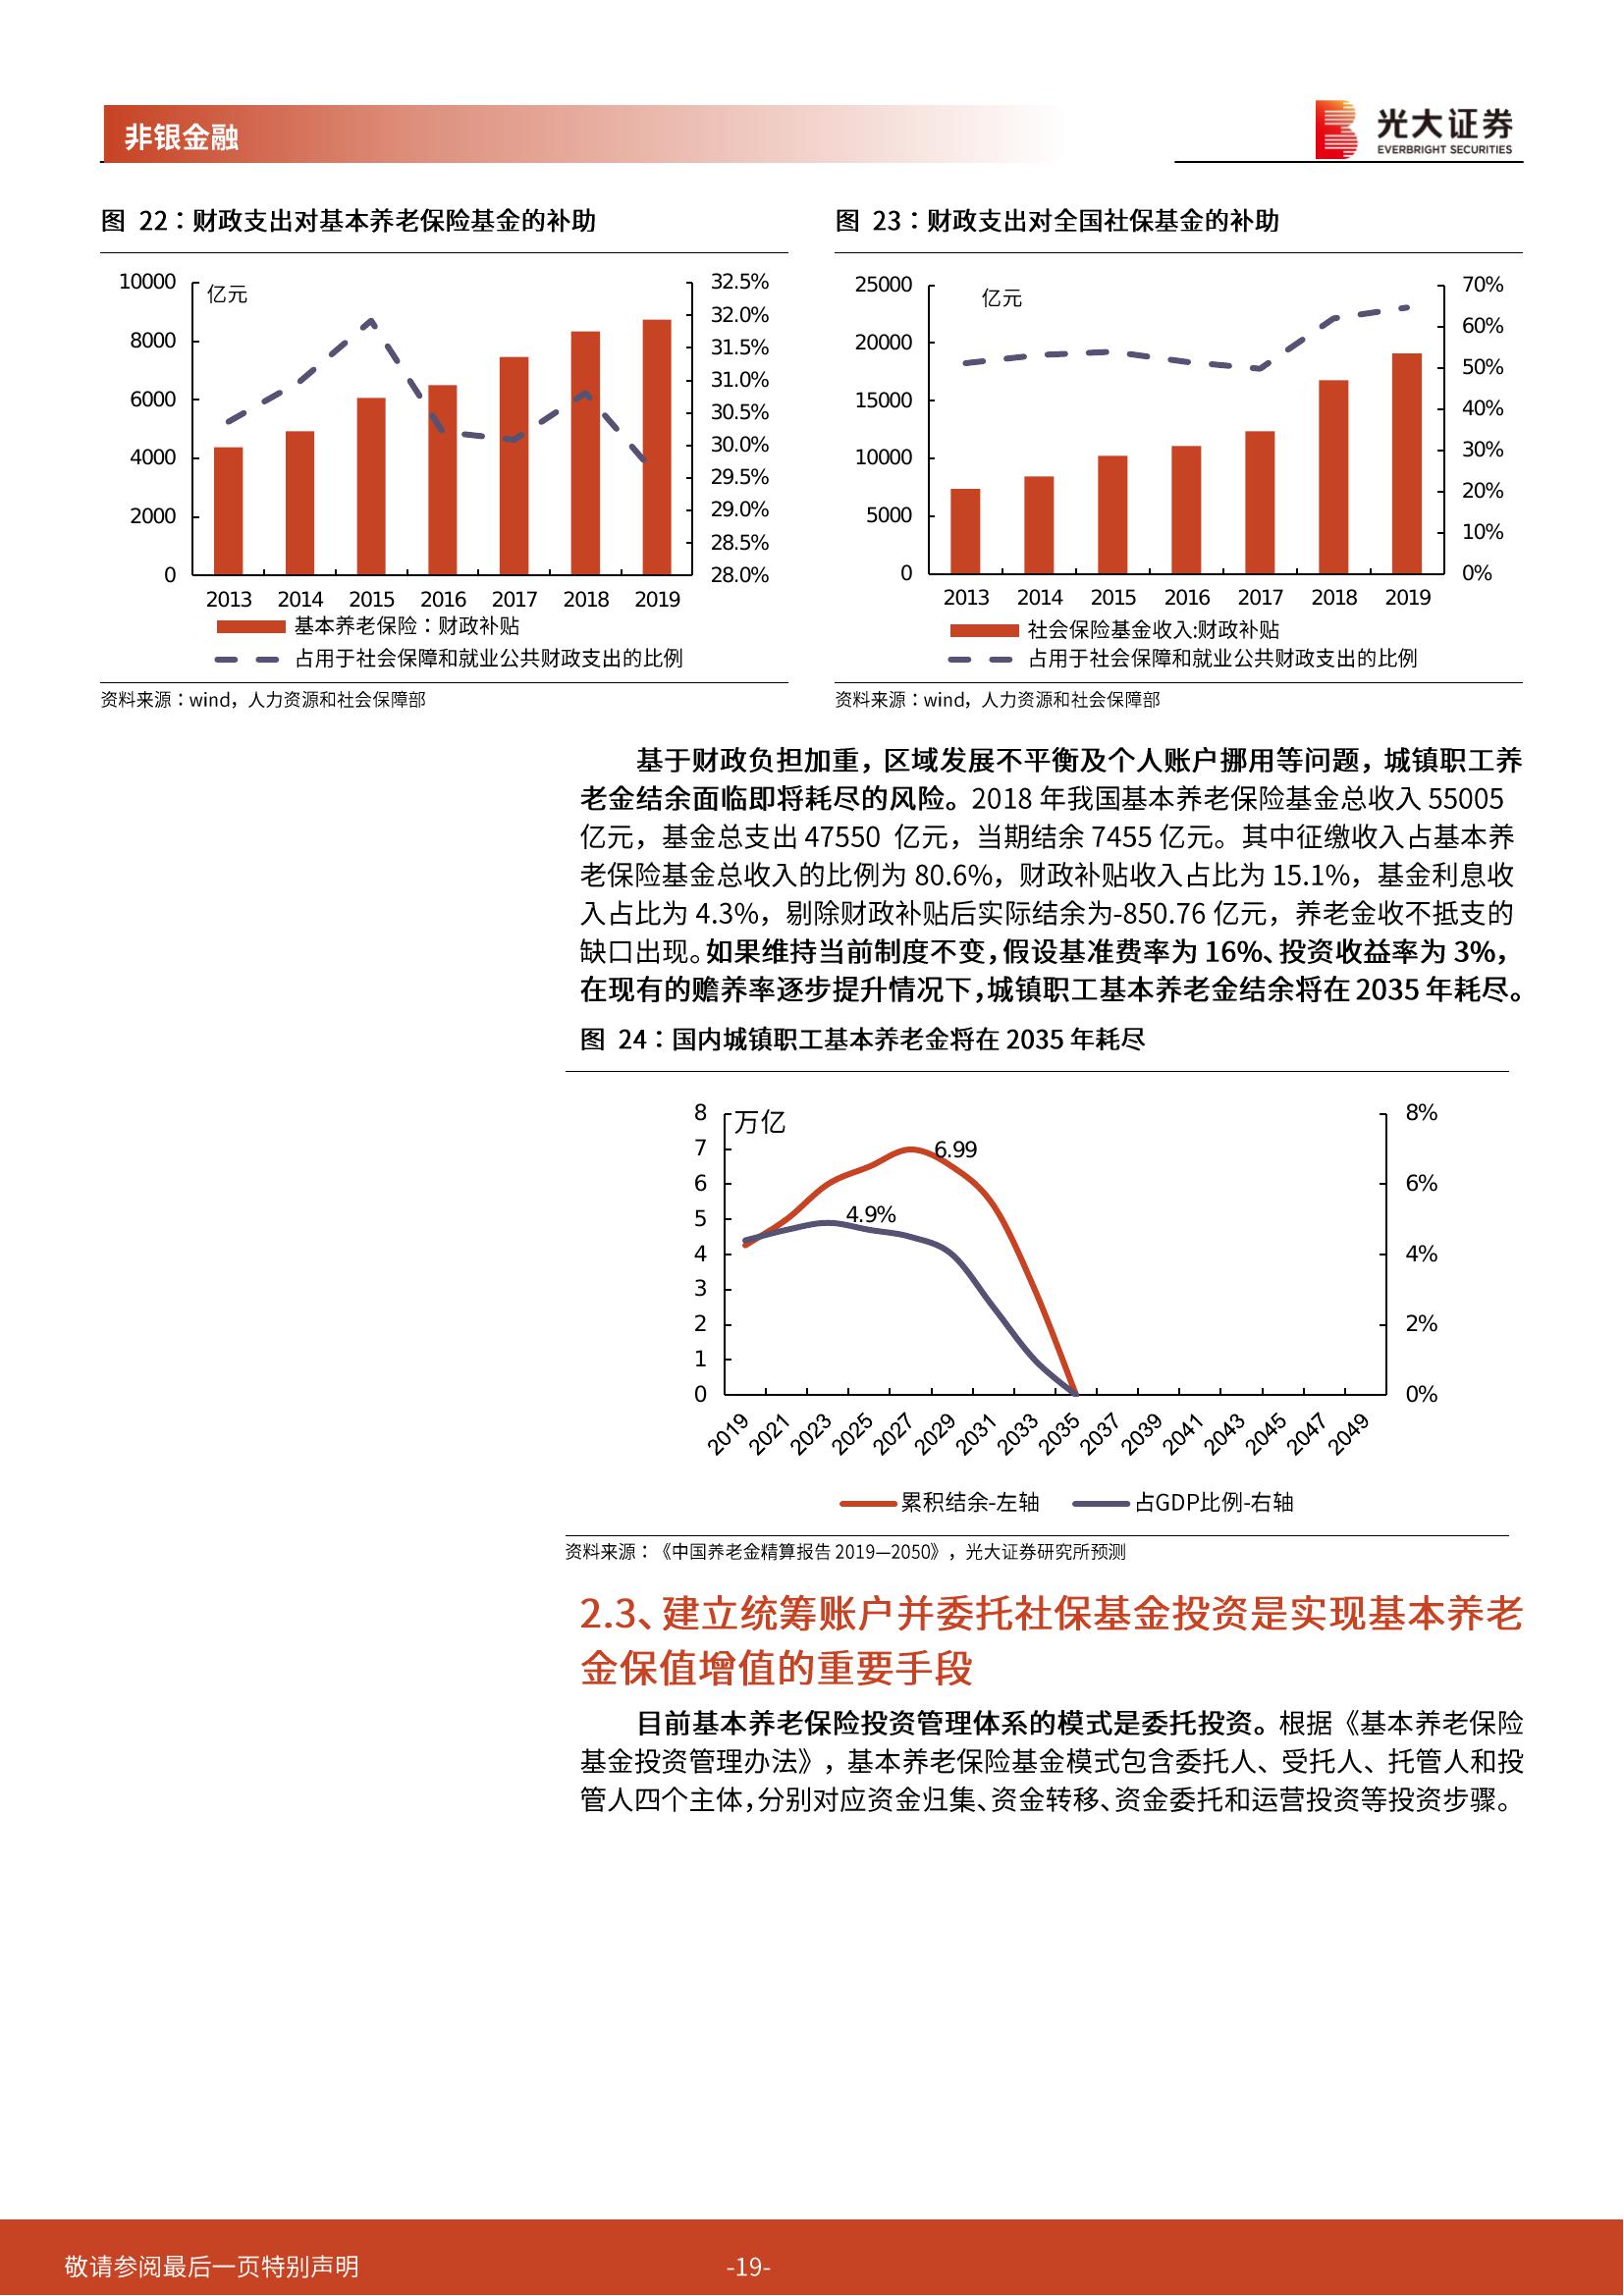 非银金融
光大证券
EVERBRIGHT SECURITIES
图 22：财政支出对基本养老保险基金的补助
亿元
10000
8000
6000
4000
2000
0
32.5%
32.0%
31.5%
31.0%
30.5%
30.0%
29.5%
29.0%
28.5%
28.0%
2013 2014 2015 2016 2017 2018 2019
基本养老保险：财政补贴
占用于社会保障和就业公共财政支出的比例
资料来源：wind，人力资源和社会保障部
图 23：财政支出对全国社保基金的补助
亿元
25000
20000
15000
10000
5000
0
70%
60%
50%
40%
30%
20%
10%
0%
2013 2014 2015 2016 2017 2018 2019
社会保险基金收入:财政补贴
占用于社会保障和就业公共财政支出的比例
资料来源：wind，人力资源和社会保障部
基于财政负担加重，区域发展不平衡及个人账户挪用等问题，城镇职工养
老金结余面临即将耗尽的风险。2018 年我国基本养老保险基金总收入 55005
亿元，基金总支出 47550 亿元，当期结余 7455 亿元。其中征缴收入占基本养
老保险基金总收入的比例为 80.6%，财政补贴收入占比为 15.1%，基金利息收
入占比为 4.3%，剔除财政补贴后实际结余为-850.76 亿元，养老金收不抵支的
缺口出现。如果维持当前制度不变，假设基准费率为 16%、投资收益率为 3%，
在现有的赡养率逐步提升情况下，城镇职工基本养老金结余将在 2035 年耗尽。
图 24：国内城镇职工基本养老金将在 2035 年耗尽
万亿
8
7
6
5
4
3
2
1
0
6.99
4.9%
8%
6%
4%
2%
0%
2019 2021 2023 2025 2027 2029 2031 2033 2035 2037 2039 2041 2043 2045 2047 2049
累积结余-左轴 占GDP比例-右轴
资料来源：《中国养老金精算报告 2019—2050》，光大证券研究所预测
2.3、建立统筹账户并委托社保基金投资是实现基本养老
金保值增值的重要手段
目前基本养老保险投资管理体系的模式是委托投资。根据《基本养老保险
基金投资管理办法》，基本养老保险基金模式包含委托人、受托人、托管人和投
管人四个主体，分别对应资金归集、资金转移、资金委托和运营投资等投资步骤。
敬请参阅最后一页特别声明
-19-